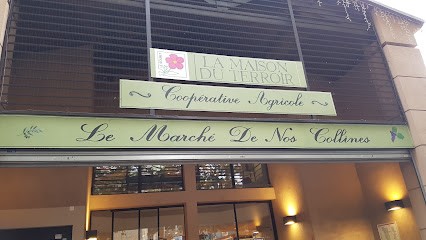 LA MAISON
DU TERROIR
Coopérative Agricole
Le Marché De Nos Collines